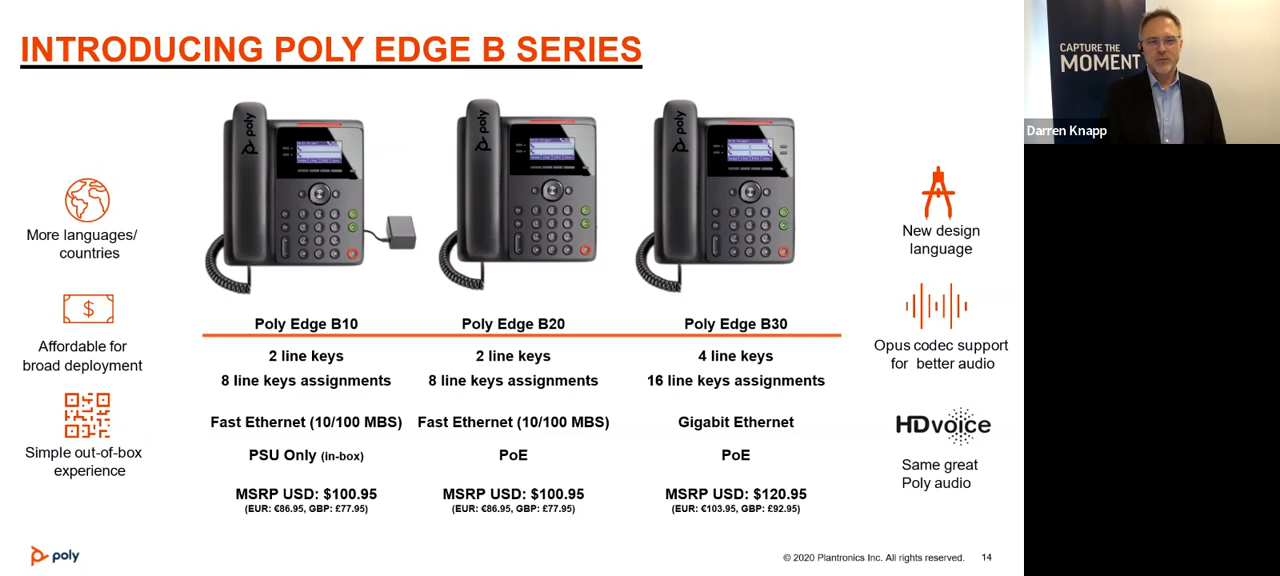 INTRODUCING POLY EDGE B SERIES
CAPTURE THE
MOMENT
Darren Knapp
poly
poly
poly
More languages/
countries
$
Affordable for
broad deployment
Simple out-of-box
experience
Poly Edge B10
Poly Edge B20
Poly Edge B30
2 line keys
2 line keys
4 line keys
8 line keys assignments
8 line keys assignments
16 line keys assignments
Fast Ethernet (10/100 MBS)
Fast Ethernet (10/100 MBS)
Gigabit Ethernet
PSU Only (in-box)
PoE
PoE
MSRP USD: $100.95
MSRP USD: $100.95
MSRP USD: $120.95
(EUR: €86.95, GBP: £77.95)
(EUR: €86.95, GBP: £77.95)
(EUR: €103.95, GBP: £92.95)
New design
language
Opus codec support
for better audio
HDvoice
Same great
Poly audio
poly
© 2020 Plantronics Inc. All rights reserved.
14